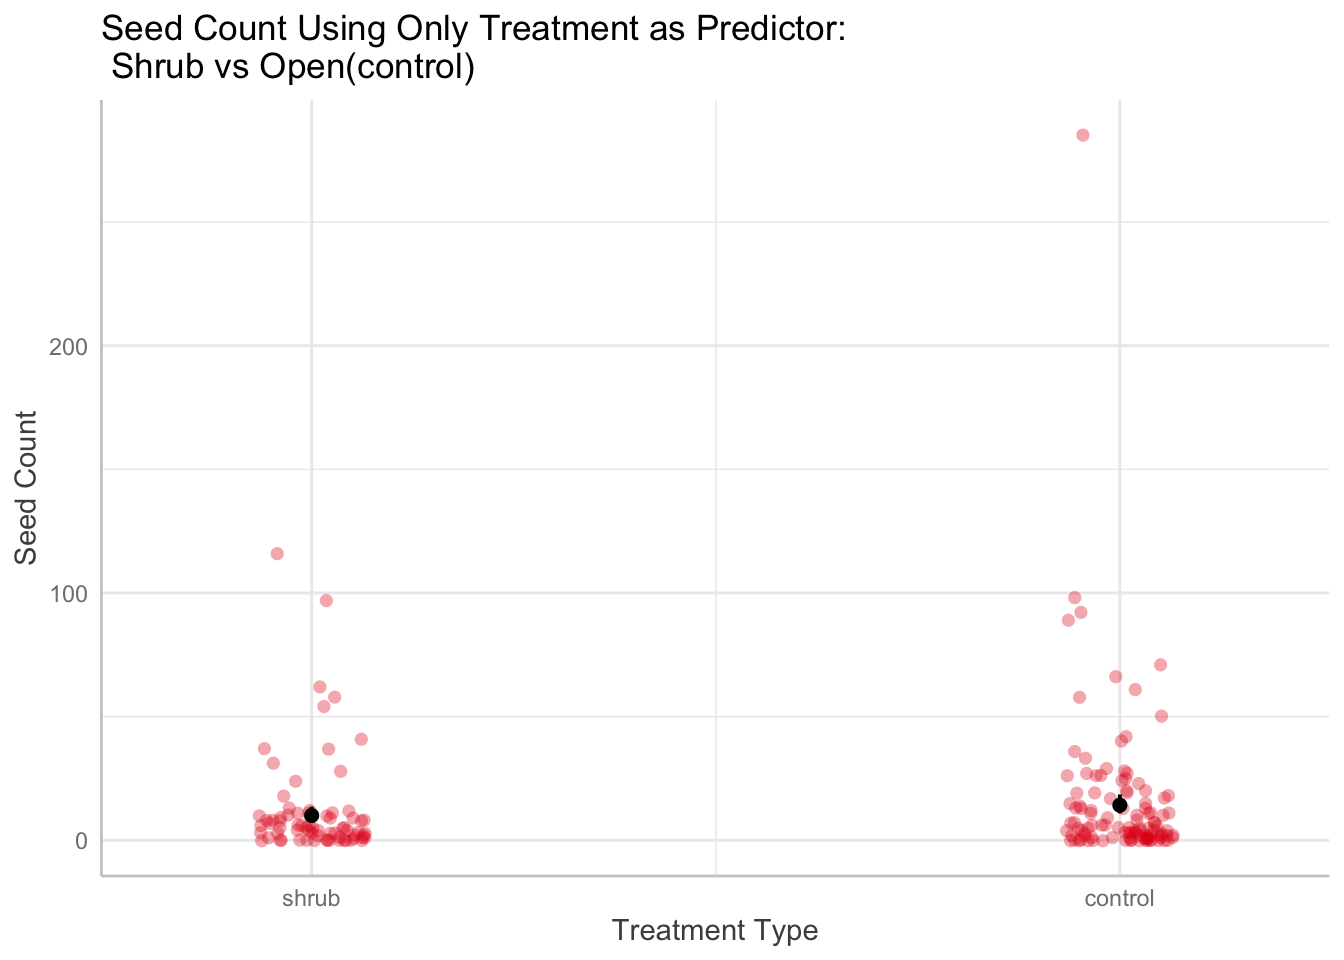 Seed Count Using Only Treatment as Predictor:
Shrub vs Open(control)
Seed Count
200
100
0
shrub
control
Treatment Type